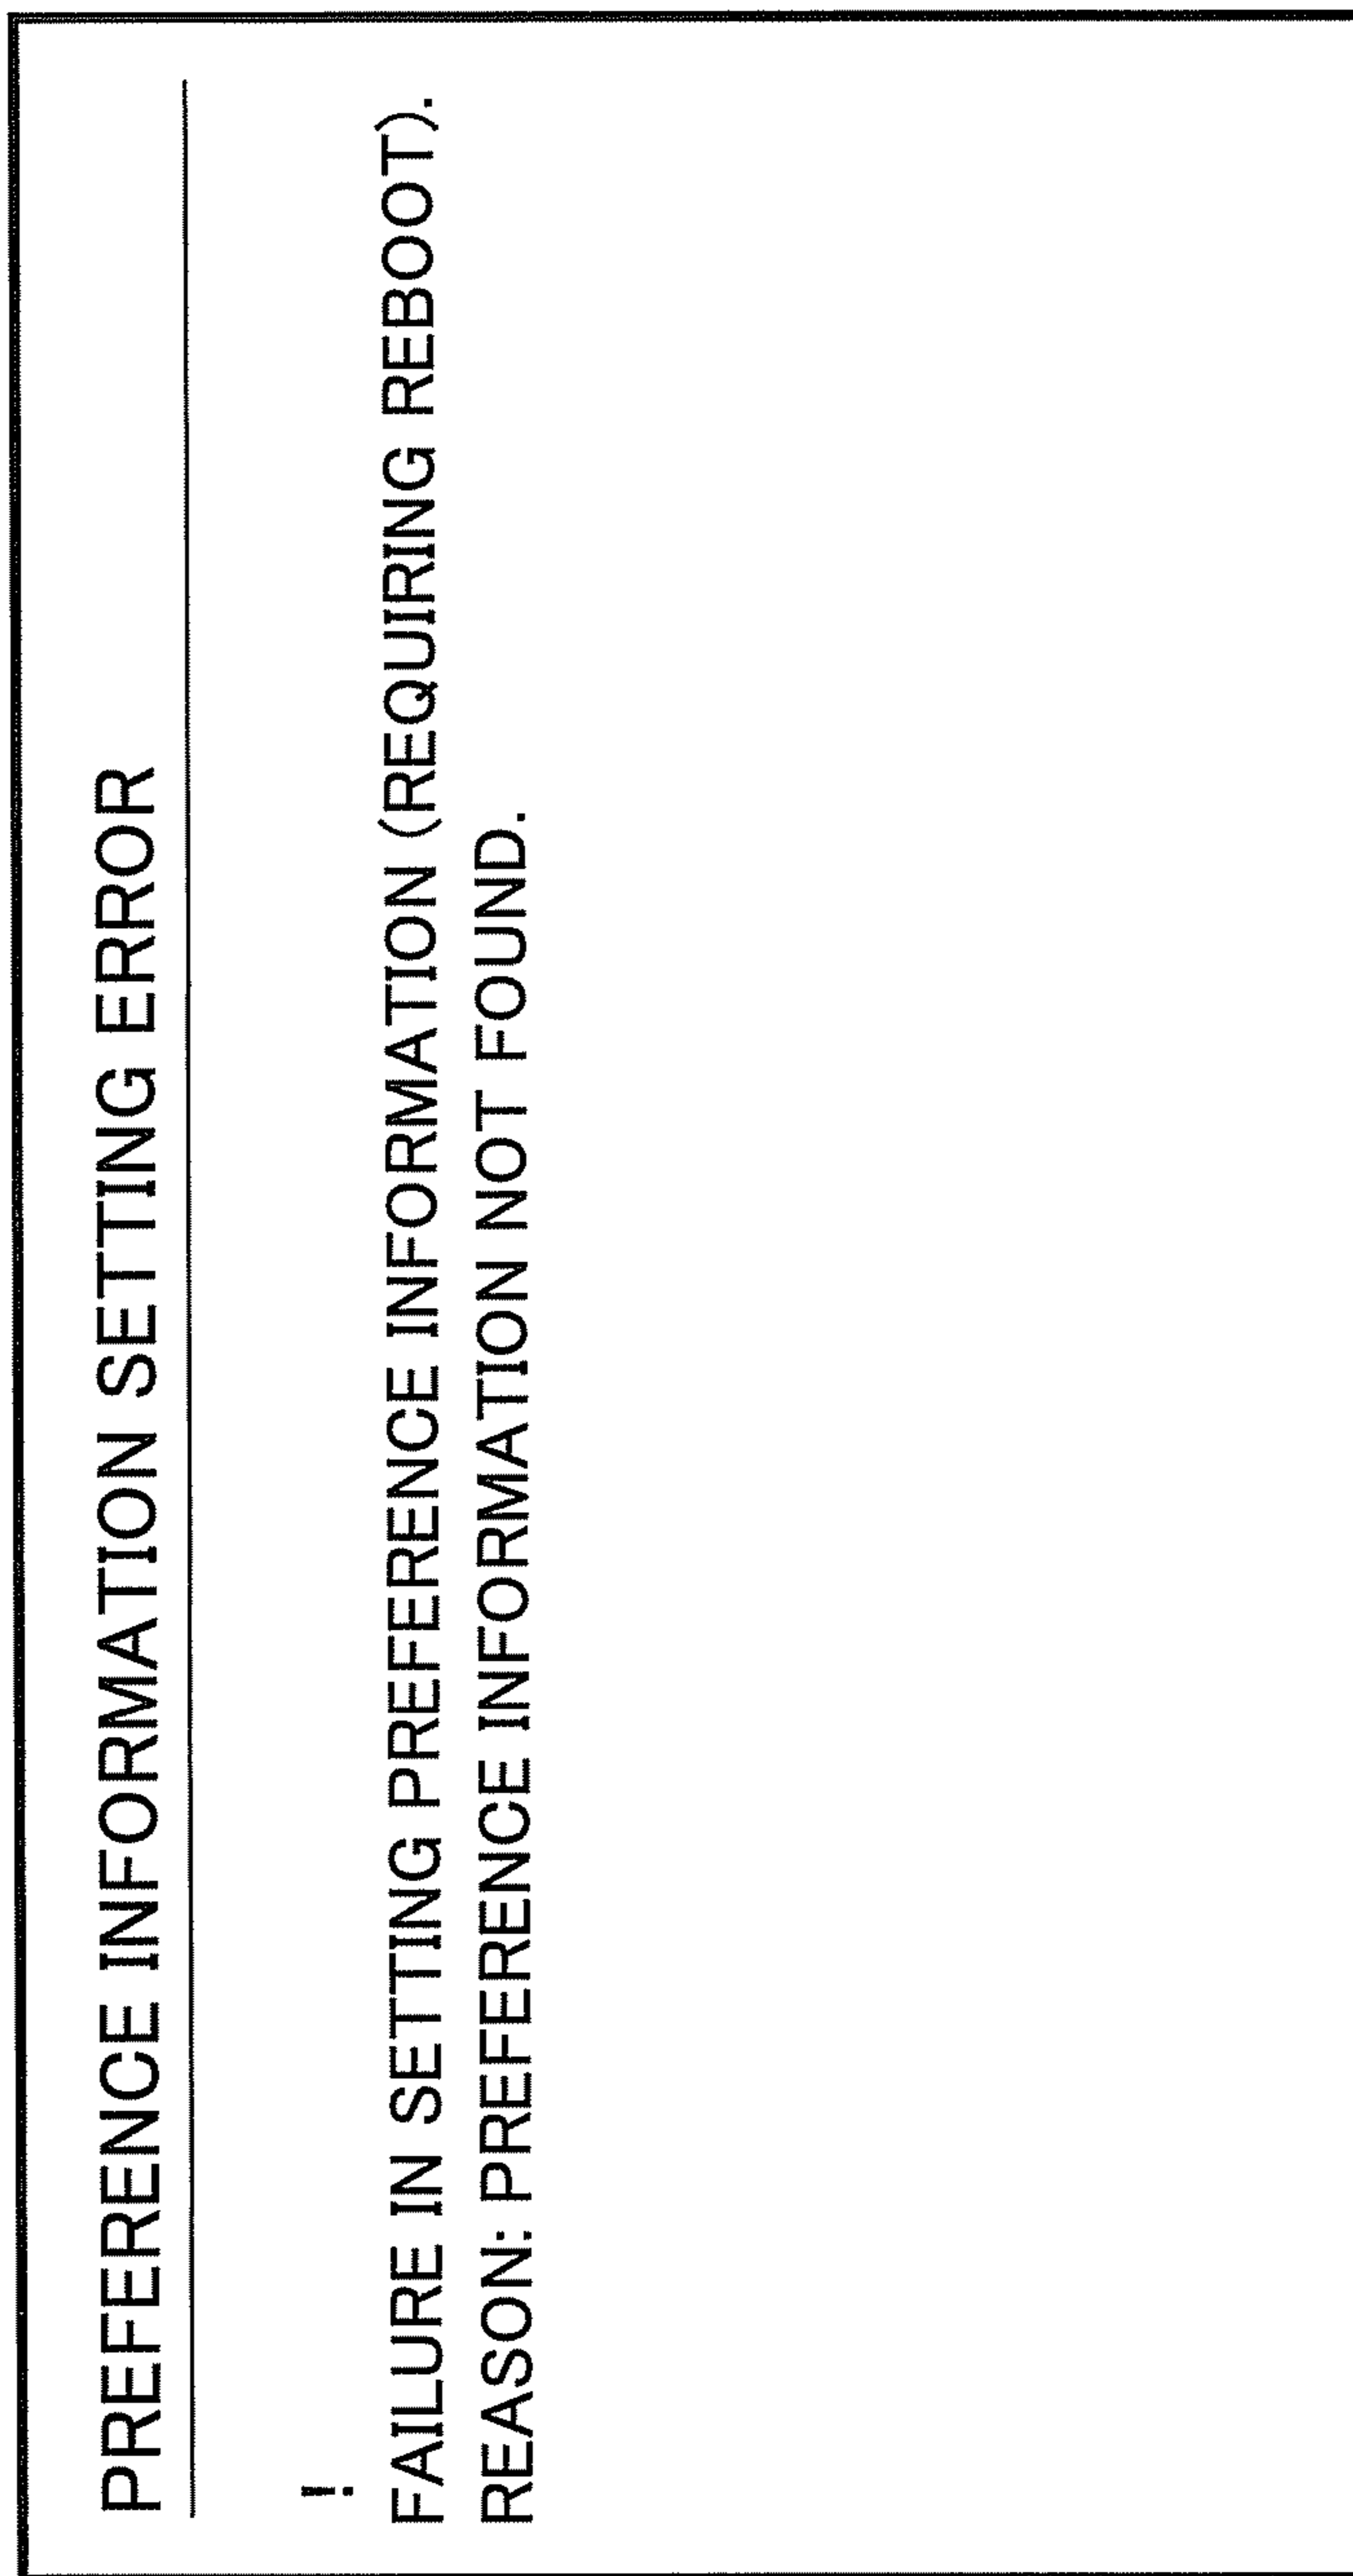 PREFERENCE INFORMATION SETTING ERROR
!
FAILURE IN SETTING PREFERENCE INFORMATION (REQUIRING REBOOT).
REASON: PREFERENCE INFORMATION NOT FOUND.